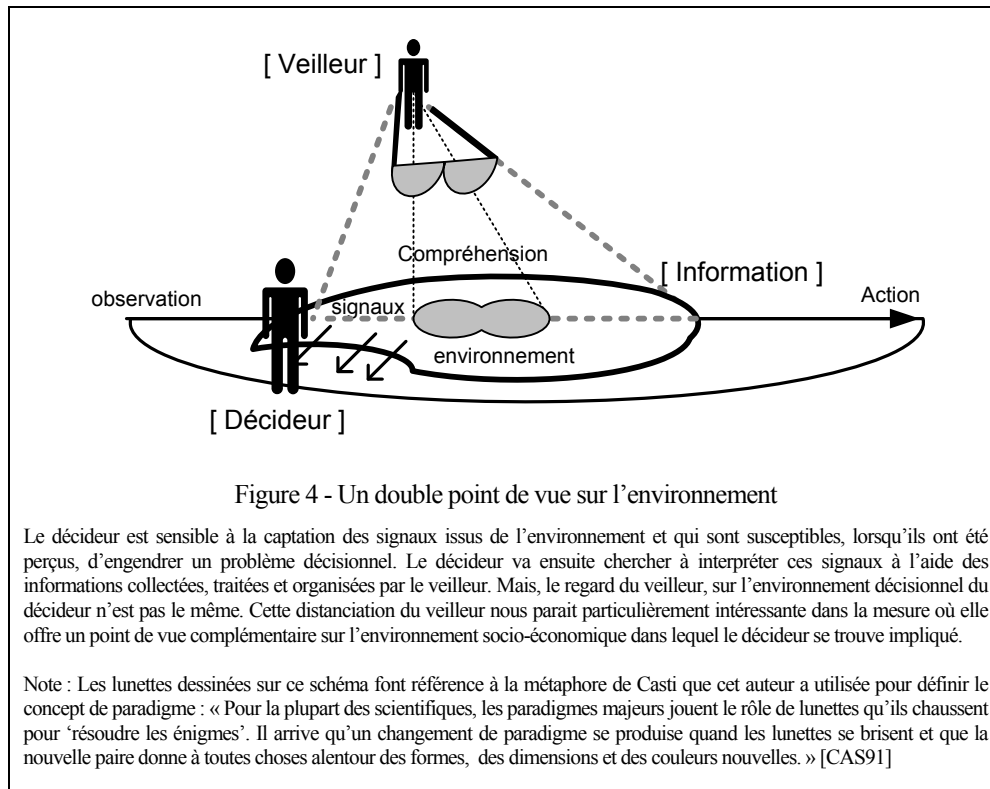 [ Veilleur ]
Compréhension
[ Information ]
observation
signaux
Action
environnement
[ Décideur ]
Figure 4 - Un double point de vue sur l’environnement
Le décideur est sensible à la captation des signaux issus de l’environnement et qui sont susceptibles, lorsqu’ils ont été
perçus, d’engendrer un problème décisionnel. Le décideur va ensuite chercher à interpréter ces signaux à l’aide des
informations collectées, traitées et organisées par le veilleur. Mais, le regard du veilleur, sur l’environnement décisionnel du
décideur n’est pas le même. Cette distanciation du veilleur nous parait particulièrement intéressante dans la mesure où elle
offre un point de vue complémentaire sur l’environnement socio-économique dans lequel le décideur se trouve impliqué.
Note : Les lunettes dessinées sur ce schéma font référence à la métaphore de Casti que cet auteur a utilisée pour définir le
concept de paradigme : « Pour la plupart des scientifiques, les paradigmes majeurs jouent le rôle de lunettes qu’ils chaussent
pour ‘résoudre les énigmes’. Il arrive qu’un changement de paradigme se produise quand les lunettes se brisent et que la
nouvelle paire donne à toutes choses alentour des formes, des dimensions et des couleurs nouvelles. » [CAS91]